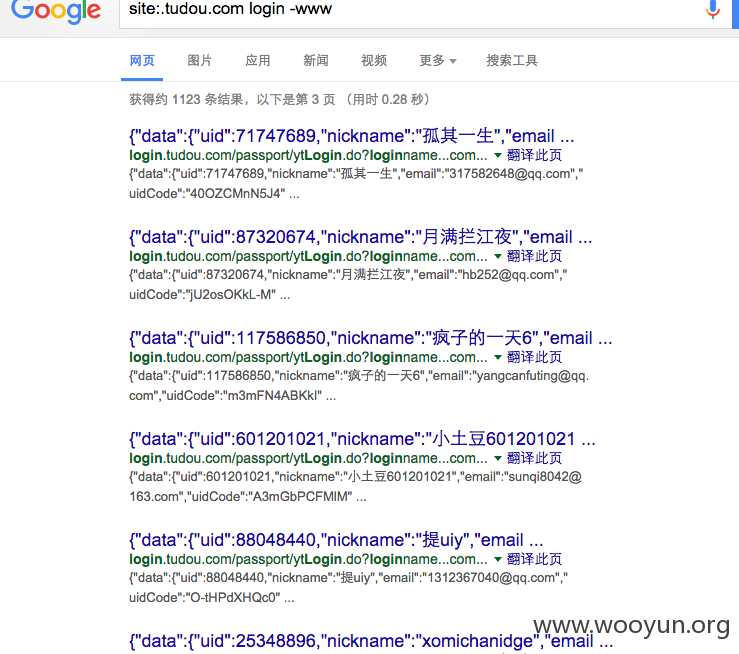 Google
site:.tudou.com login -www
网页 图片 应用 新闻 视频 更多 搜索工具
获得约 1123 条结果，以下是第 3 页 （用时 0.28 秒）
{"data":{"uid":71747689,"nickname":"孤其一生","email ...
login.tudou.com/passport/ytLogin.do?loginname...com... 翻译此页
{"data":{"uid":71747689,"nickname":"孤其一生","email":"317582648@qq.com","
uidCode":"40OZCMnN5J4" ...
{"data":{"uid":87320674,"nickname":"月满拦江夜","email ...
login.tudou.com/passport/ytLogin.do?loginname...com... 翻译此页
{"data":{"uid":87320674,"nickname":"月满拦江夜","email":"hb252@qq.com","
uidCode":"jU2osOKkL-M" ...
{"data":{"uid":117586850,"nickname":"疯子的一天6","email ...
login.tudou.com/passport/ytLogin.do?loginname...com... 翻译此页
{"data":{"uid":117586850,"nickname":"疯子的一天6","email":"yangcanfuting@qq.
com","uidCode":"m3mFN4ABKkI" ...
{"data":{"uid":601201021,"nickname":"小土豆601201021 ...
login.tudou.com/passport/ytLogin.do?loginname...com... 翻译此页
{"data":{"uid":601201021,"nickname":"小土豆601201021","email":"sunqi8042@
163.com","uidCode":"A3mGbPCFMlM" ...
{"data":{"uid":88048440,"nickname":"提uiy","email ...
login.tudou.com/passport/ytLogin.do?loginname...com... 翻译此页
{"data":{"uid":88048440,"nickname":"提uiy","email":"1312367040@qq.com","
uidCode":"O-tHPdXHQc0" ...
{"data":{"uid":25348896,"nickname":"xomichanidge","email ...
www.wooyun.org